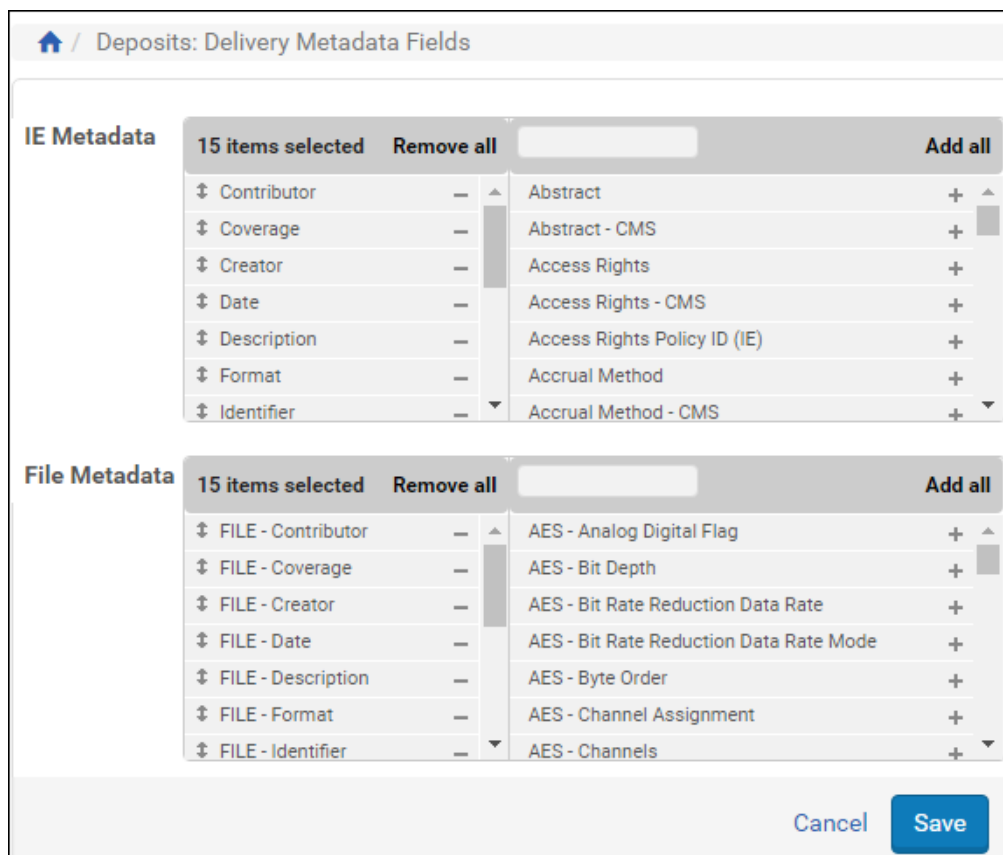 / Deposits: Delivery Metadata Fields
IE Metadata
15 items selected Remove all Add all
Contributor − Abstract +
Coverage − Abstract - CMS +
Creator − Access Rights +
Date − Access Rights - CMS +
Description − Access Rights Policy ID (IE) +
Format − Accrual Method +
Identifier − Accrual Method - CMS +
File Metadata
15 items selected Remove all Add all
FILE - Contributor − AES - Analog Digital Flag +
FILE - Coverage − AES - Bit Depth +
FILE - Creator − AES - Bit Rate Reduction Data Rate +
FILE - Date − AES - Bit Rate Reduction Data Rate Mode +
FILE - Description − AES - Byte Order +
FILE - Format − AES - Channel Assignment +
FILE - Identifier − AES - Channels +
Cancel Save